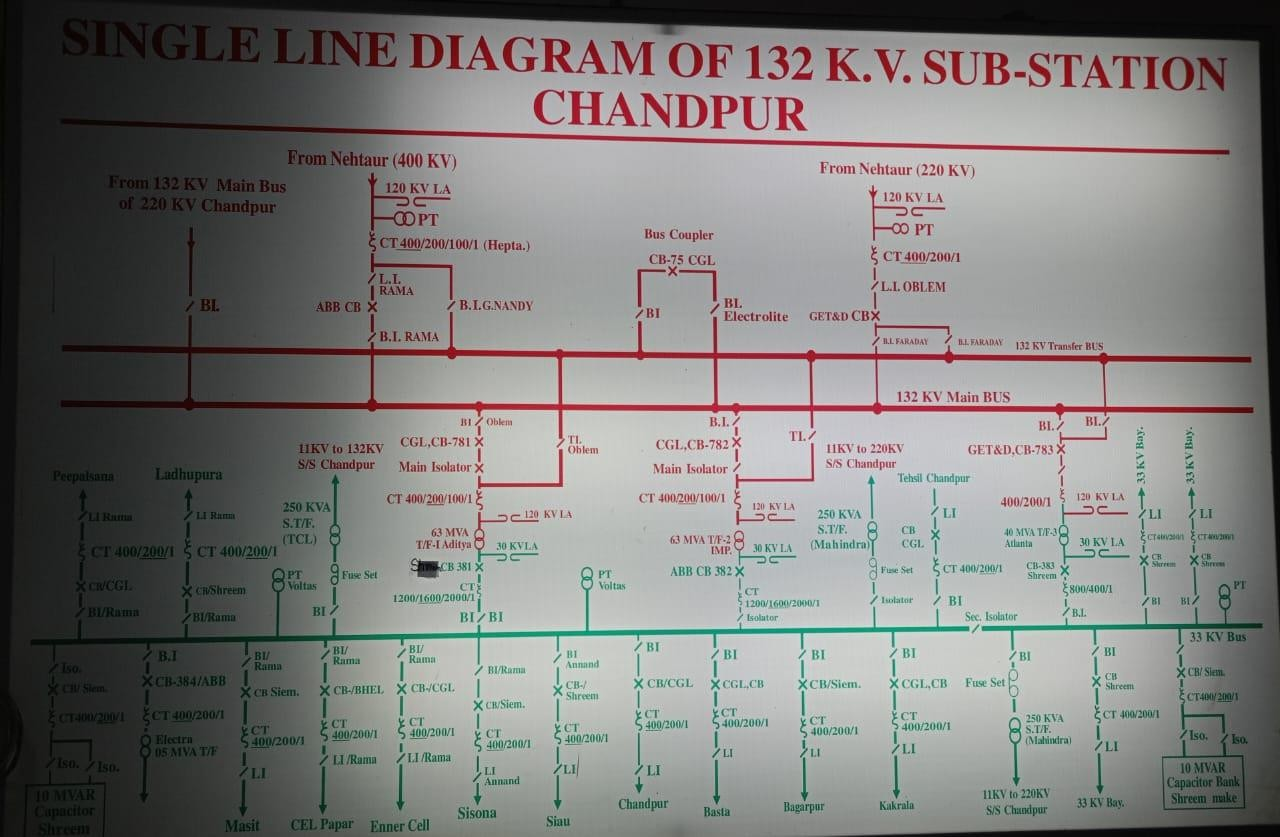 SINGLE LINE DIAGRAM OF 132 K.V. SUB-STATION
CHANDPUR
From Nehtaur (400 KV)
From Nehtaur (220 KV)
From 132 KV Main Bus
of 220 KV Chandpur
120 KV LA
PT
CT 400/200/100/1 (Hepta.)
L.I.
RAMA
ABB CB
B.I.G.NANDY
B.I. RAMA
BI.
Bus Coupler
CB-75 CGL
BI
BI.
Electrolite
120 KV LA
PT
CT 400/200/1
L.I. OBLEM
GET&D CB
B.I. FARADAY
B.I. FARADAY
132 KV Transfer BUS
132 KV Main BUS
Peepalsana
LI Rama
CT 400/200/1
CB/CGL
BI/Rama
Ladhupura
LI Rama
CT 400/200/1
CB/Shreem
BI/Rama
PT
Voltas
11KV to 132KV
S/S Chandpur
250 KVA
S.T/F.
(TCL)
Fuse Set
BI
BI
Oblem
CGL,CB-781
Main Isolator
TI.
Oblem
CT 400/200/100/1
120 KV LA
63 MVA
T/F-I Aditya
30 KVLA
CB 381
CT
1200/1600/2000/1
BI
BI
PT
Voltas
B.I.
CGL,CB-782
Main Isolator
TI.
CT 400/200/100/1
120 KV LA
63 MVA T/F-2
IMP.
30 KV LA
ABB CB 382
CT
1200/1600/2000/1
Isolator
11KV to 220KV
S/S Chandpur
250 KVA
S.T/F.
(Mahindra)
Fuse Set
Isolator
Tehsil Chandpur
LI
CB
CGL
CT 400/200/1
BI
Sec. Isolator
BI.
BI.
GET&D,CB-783
400/200/1
120 KV LA
40 MVA T/F-3
Atlanta
30 KV LA
CB-383
Shreem
800/400/1
B.I.
33 KV Bay.
LI
CT400/200/1
CB
Shreem
BI
33 KV Bay.
LI
CT400/200/1
CB
Shreem
BI
PT
33 KV Bus
Iso.
CB/ Siem.
CT400/200/1
Iso.
Iso.
10 MVAR
Capacitor
Shreem
B.I
CB-384/ABB
CT 400/200/1
Electra
05 MVA T/F
BI/
Rama
CB Siem.
CT
400/200/1
LI
Masit
BI/
Rama
CB-/BHEL
CT
400/200/1
LI /Rama
CEL Papar
BI/
Rama
CB-/CGL
CT
400/200/1
LI /Rama
Enner Cell
BI/Rama
CB/Siem.
CT
400/200/1
LI
Annand
Sisona
BI
Annand
CB-/
Shreem
CT
400/200/1
LI
Siau
BI
CB/CGL
CT
400/200/1
LI
Chandpur
BI
CGL,CB
CT
400/200/1
LI
Basta
BI
CB/Siem.
CT
400/200/1
LI
Bagarpur
BI
CGL,CB
CT
400/200/1
LI
Kakrala
BI
Fuse Set
250 KVA
S.T/F.
(Mahindra)
11KV to 220KV
S/S Chandpur
BI
CB
Shreem
CT 400/200/1
LI
33 KV Bay.
CB/ Siem.
CT400/200/1
Iso.
Iso.
10 MVAR
Capacitor Bank
Shreem make